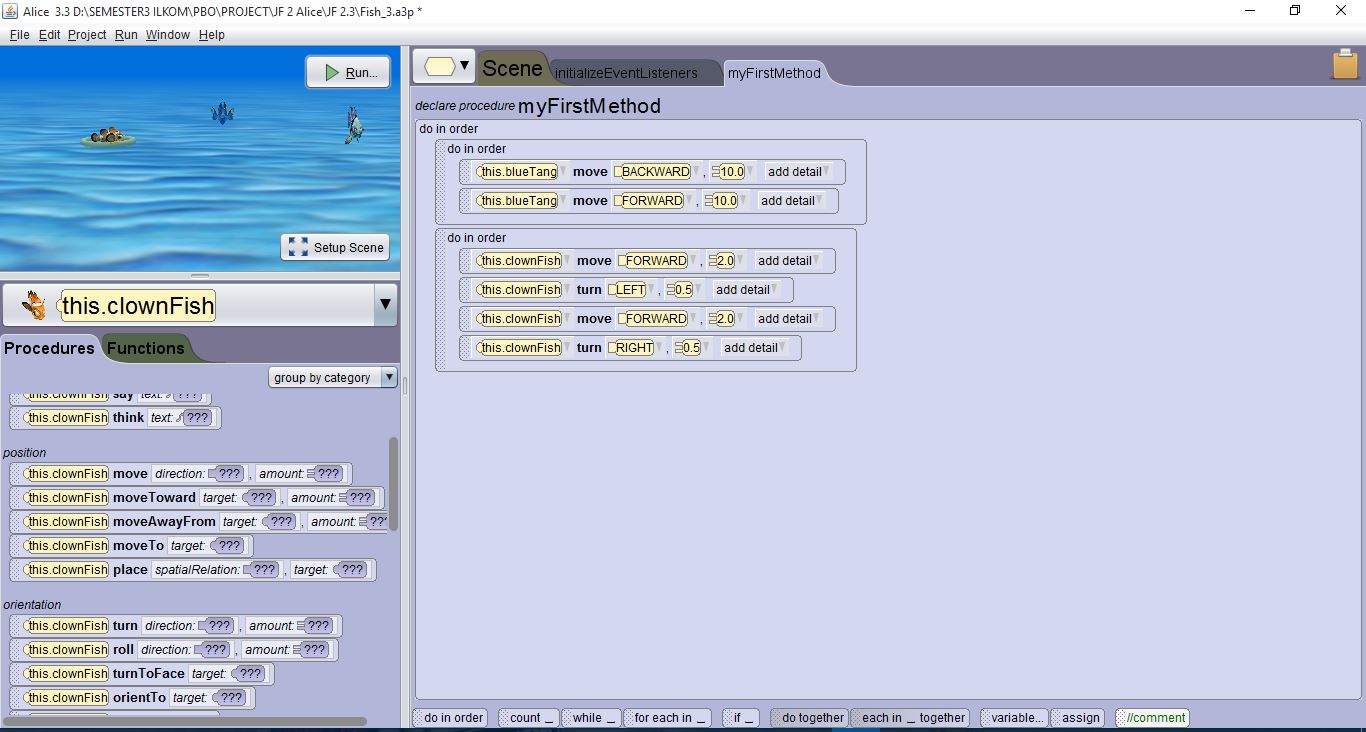 Alice 3.3 D:\SEMESTER3 ILKOM\PBO\PROJECT\JF 2 Alice\JF 2.3\Fish_3.a3p *
File Edit Project Run Window Help
Run...
Setup Scene
this.clownFish
Procedures Functions
group by category
this.clownFish say text: ???
this.clownFish think text: ???
position
this.clownFish move direction: ??? , amount: ???
this.clownFish moveToward target: ??? , amount: ???
this.clownFish moveAwayFrom target: ??? , amount: ??
this.clownFish moveTo target: ???
this.clownFish place spatialRelation: ??? , target: ???
orientation
this.clownFish turn direction: ??? , amount: ???
this.clownFish roll direction: ??? , amount: ???
this.clownFish turnToFace target: ???
this.clownFish orientTo target: ???
Scene initializeEventListeners myFirstMethod
declare procedure myFirstMethod
do in order
do in order
this.blueTang move BACKWARD , 10.0 add detail
this.blueTang move FORWARD , 10.0 add detail
do in order
this.clownFish move FORWARD , 2.0 add detail
this.clownFish turn LEFT , 0.5 add detail
this.clownFish move FORWARD , 2.0 add detail
this.clownFish turn RIGHT , 0.5 add detail
do in order count _ while _ for each in _ if _ do together each in _ together variable... assign //comment